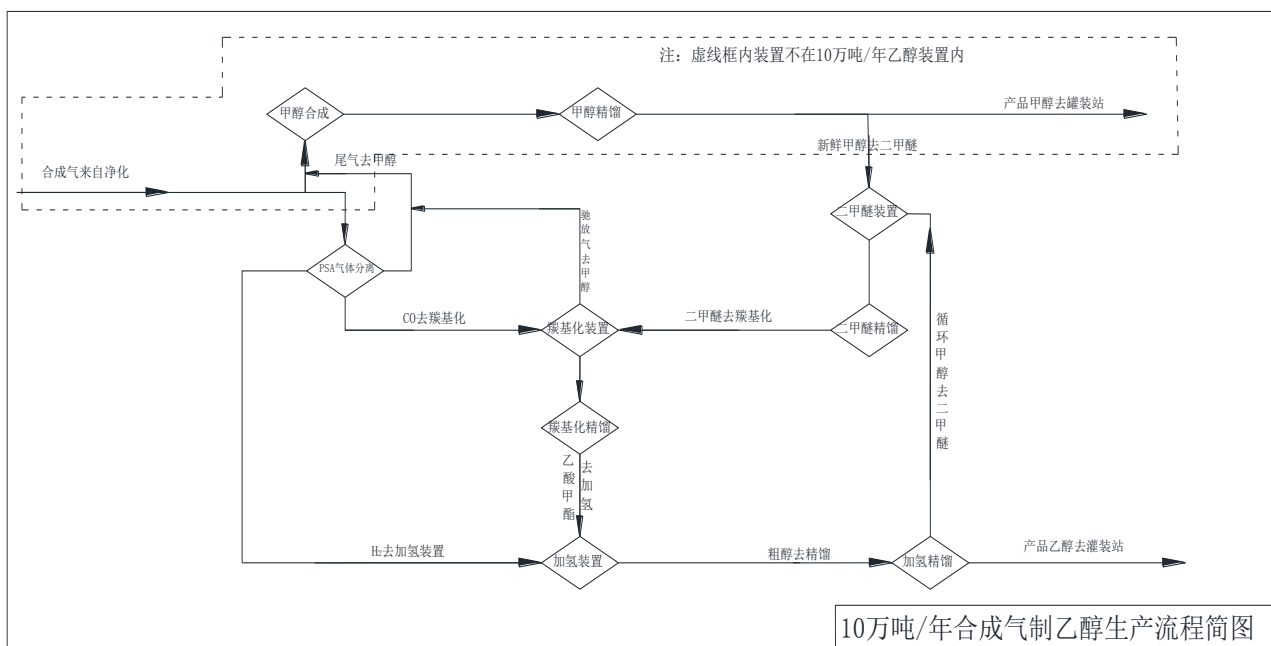 注：虚线框内装置不在10万吨/年乙醇装置内
甲醇合成
甲醇精馏
产品甲醇去罐装站
新鲜甲醇去二甲醚
尾气去甲醇
合成气来自净化
二甲醚装置
驰放气去甲醇
PSA气体分离
CO去羰基化
羰基化装置
二甲醚去羰基化
二甲醚精馏
循环甲醇去二甲醚
羰基化精馏
乙酸甲酯
去加氢
H₂去加氢装置
加氢装置
粗醇去精馏
加氢精馏
产品乙醇去灌装站
10万吨/年合成气制乙醇生产流程简图